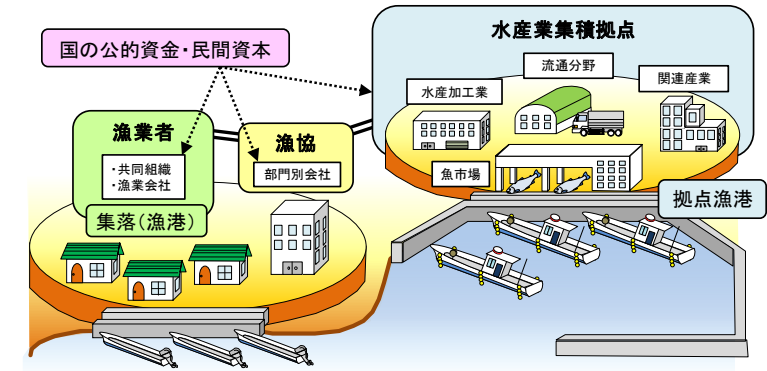 国の公的資金・民間資本
水産業集積拠点
流通分野
水産加工業
関連産業
漁業者
・共同組織
・漁業会社
漁協
部門別会社
魚市場
集落(漁港)
拠点漁港